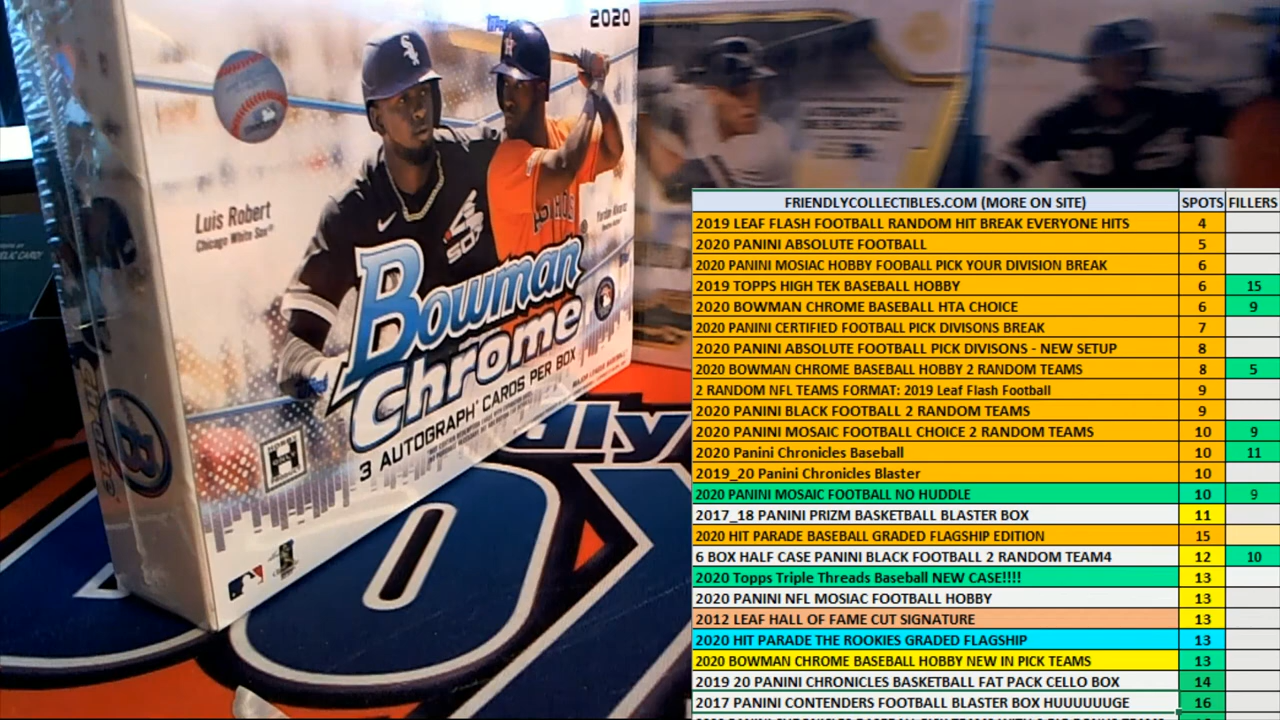 2020
Luis Robert
Chicago White Sox
Yordan Alvarez
Bowman
Chrome
3 AUTOGRAPH CARDS PER BOX
MAJOR LEAGUE BASEBALL
FRIENDLYCOLLECTIBLES.COM (MORE ON SITE) SPOTS FILLERS
2019 LEAF FLASH FOOTBALL RANDOM HIT BREAK EVERYONE HITS 4
2020 PANINI ABSOLUTE FOOTBALL 5
2020 PANINI MOSIAC HOBBY FOOBALL PICK YOUR DIVISION BREAK 6
2019 TOPPS HIGH TEK BASEBALL HOBBY 6 15
2020 BOWMAN CHROME BASEBALL HTA CHOICE 6 9
2020 PANINI CERTIFIED FOOTBALL PICK DIVISONS BREAK 7
2020 PANINI ABSOLUTE FOOTBALL PICK DIVISONS - NEW SETUP 8
2020 BOWMAN CHROME BASEBALL HOBBY 2 RANDOM TEAMS 8 5
2 RANDOM NFL TEAMS FORMAT: 2019 Leaf Flash Football 9
2020 PANINI BLACK FOOTBALL 2 RANDOM TEAMS 9
2020 PANINI MOSAIC FOOTBALL CHOICE 2 RANDOM TEAMS 10 9
2020 Panini Chronicles Baseball 10 11
2019_20 Panini Chronicles Blaster 10
2020 PANINI MOSAIC FOOTBALL NO HUDDLE 10 9
2017_18 PANINI PRIZM BASKETBALL BLASTER BOX 11
2020 HIT PARADE BASEBALL GRADED FLAGSHIP EDITION 15
6 BOX HALF CASE PANINI BLACK FOOTBALL 2 RANDOM TEAM4 12 10
2020 Topps Triple Threads Baseball NEW CASE!!!! 13
2020 PANINI NFL MOSIAC FOOTBALL HOBBY 13
2012 LEAF HALL OF FAME CUT SIGNATURE 13
2020 HIT PARADE THE ROOKIES GRADED FLAGSHIP 13
2020 BOWMAN CHROME BASEBALL HOBBY NEW IN PICK TEAMS 13
2019 20 PANINI CHRONICLES BASKETBALL FAT PACK CELLO BOX 14
2017 PANINI CONTENDERS FOOTBALL BLASTER BOX HUUUUUUGE 16